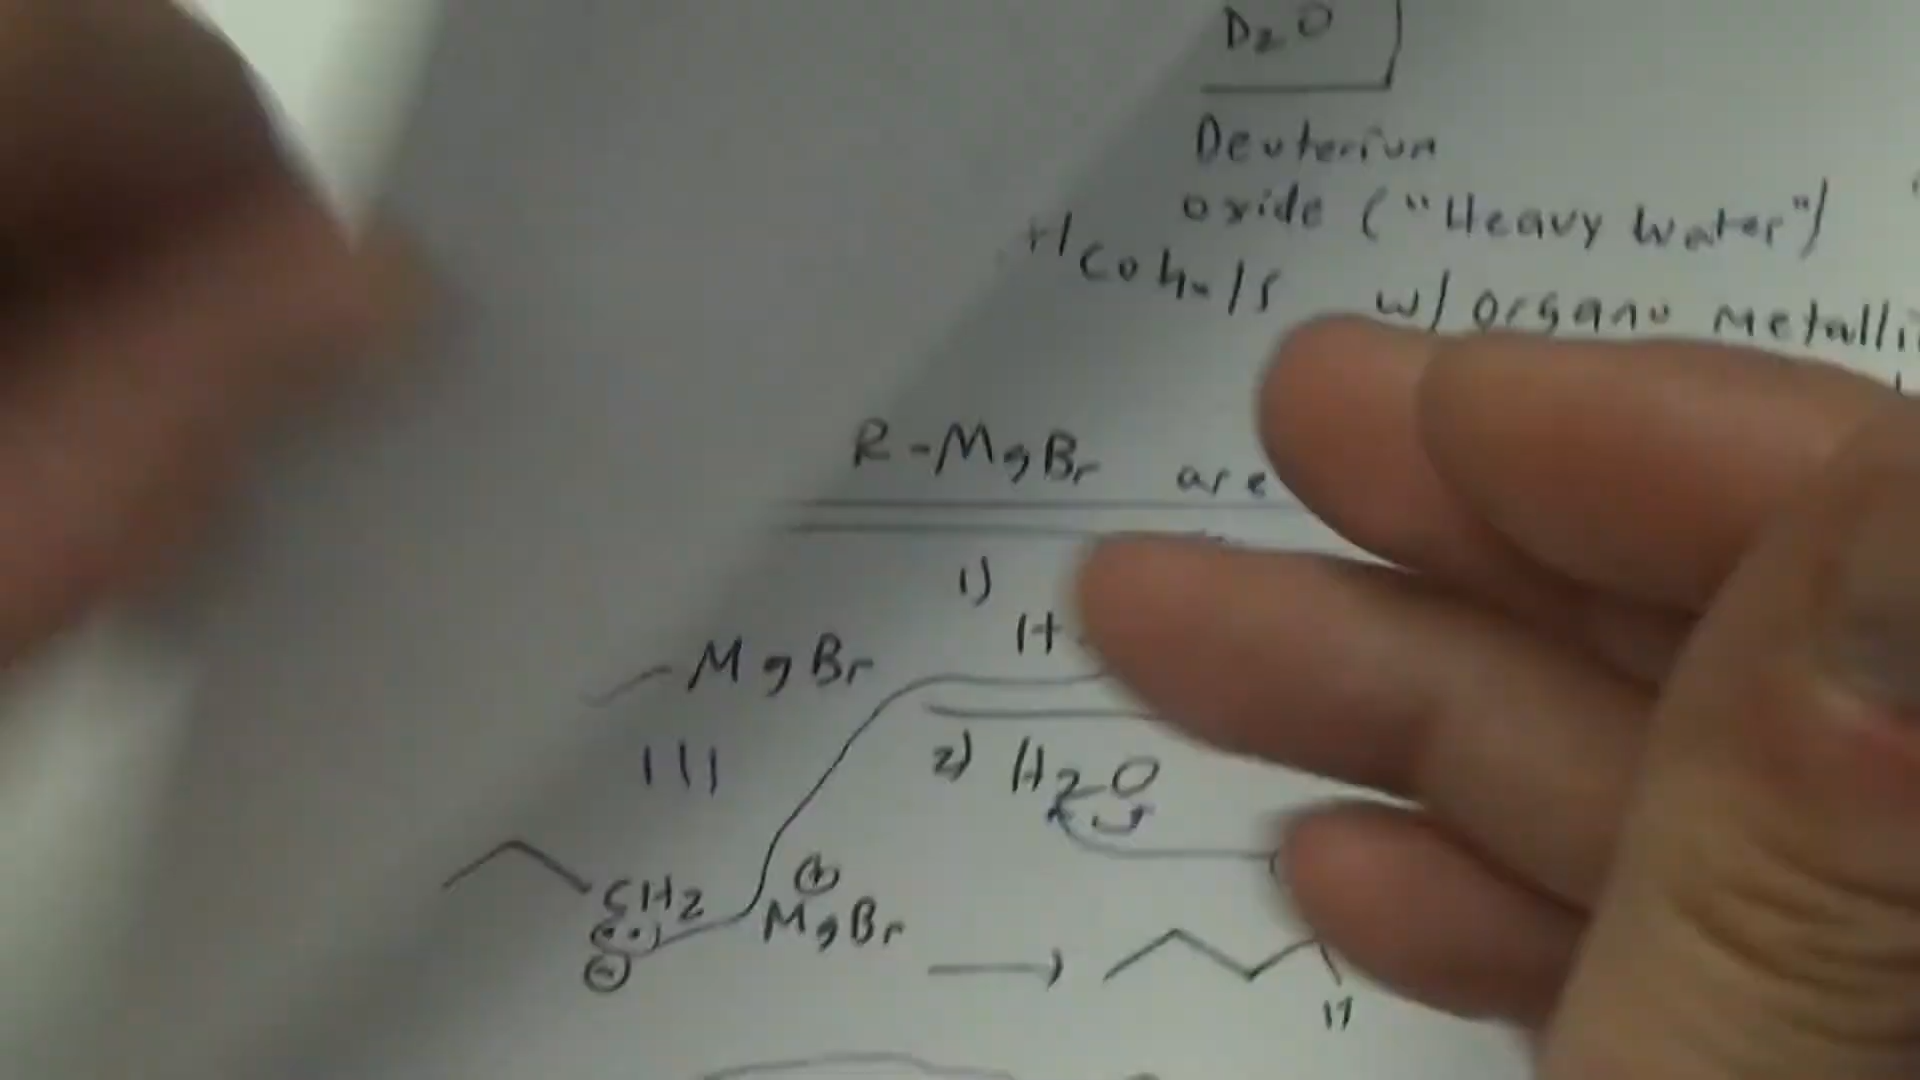 D2O
Deuterium
oxide ("Heavy Water")
w/ organo metalli
R-MgBr are
1)
H
MgBr
2) H2O
CH2
⊕
MgBr
⊖
H